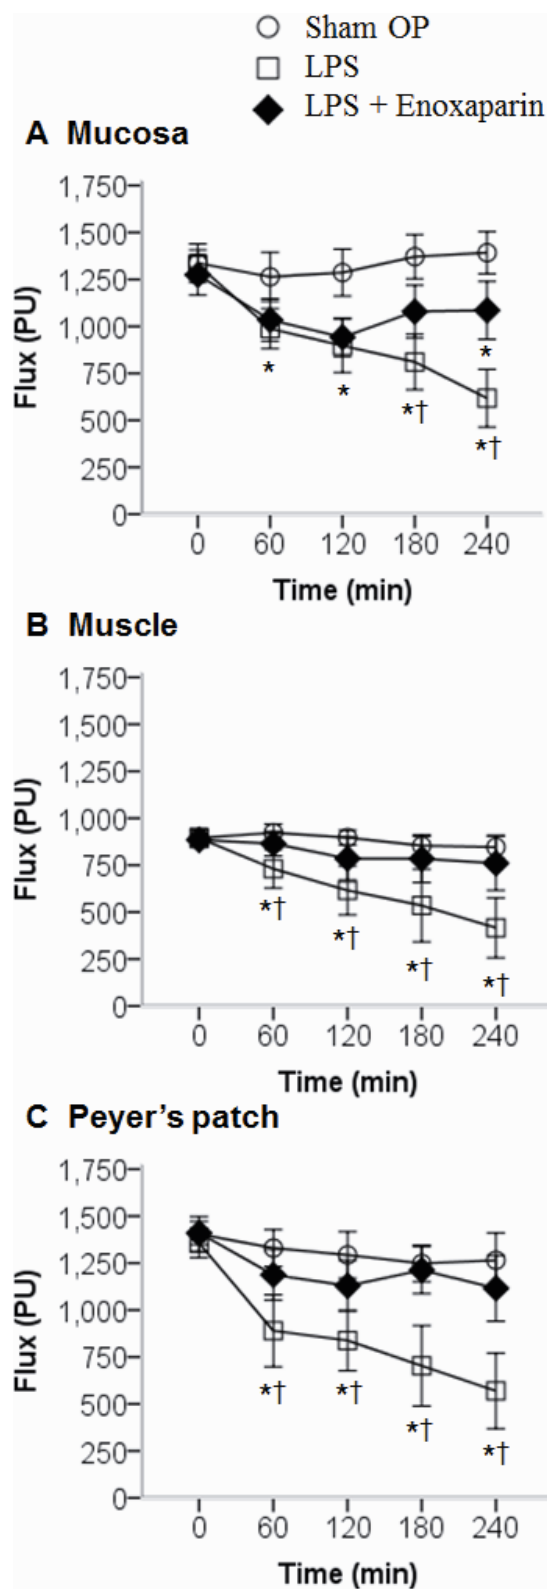 Sham OP
LPS
LPS + Enoxaparin
A Mucosa
1,750
1,500
1,250
1,000
750
500
250
0
Flux (PU)
*
*
*†
*
*†
0 60 120 180 240
Time (min)
B Muscle
1,750
1,500
1,250
1,000
750
500
250
0
Flux (PU)
*†
*†
*†
*†
0 60 120 180 240
Time (min)
C Peyer's patch
1,750
1,500
1,250
1,000
750
500
250
0
Flux (PU)
*†
*†
*†
*†
0 60 120 180 240
Time (min)